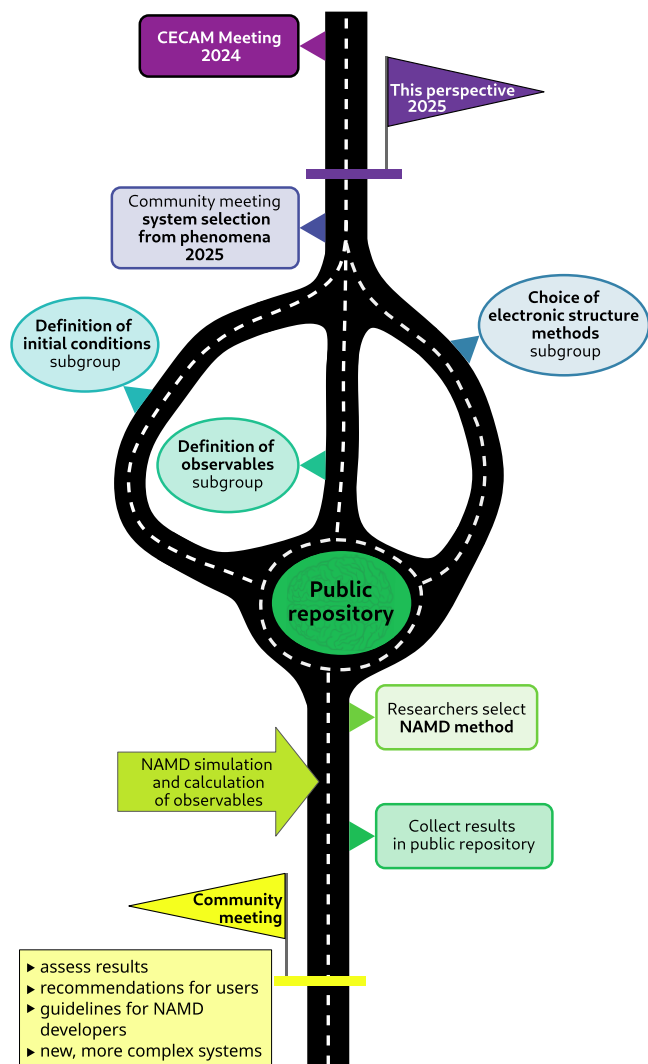 CECAM Meeting
2024
This perspective
2025
Community meeting
system selection
from phenomena
2025
Choice of
electronic structure
methods
subgroup
Definition of
initial conditions
subgroup
Definition of
observables
subgroup
Public
repository
Researchers select
NAMD method
NAMD simulation
and calculation
of observables
Collect results
in public repository
Community
meeting
▸ assess results
▸ recommendations for users
▸ guidelines for NAMD
developers
▸ new, more complex systems